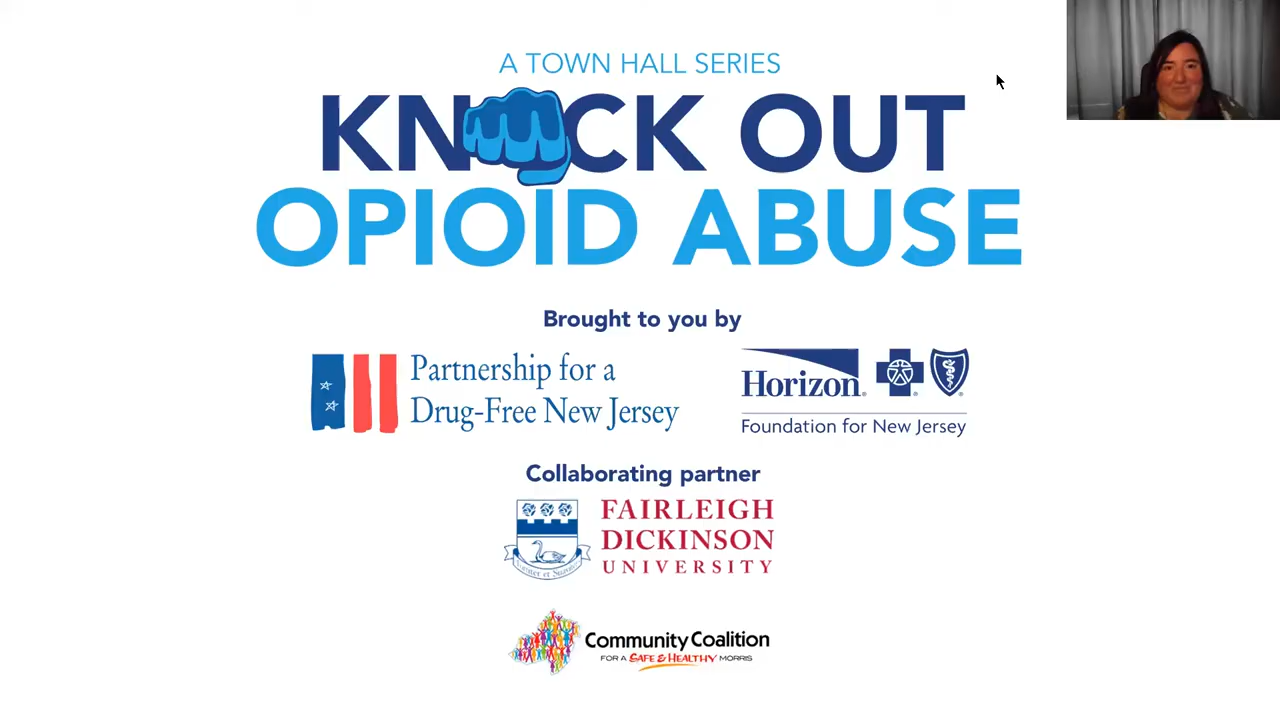 A TOWN HALL SERIES
KNOCK OUT
OPIOID ABUSE
Brought to you by
Partnership for a
Drug-Free New Jersey
Horizon®
Foundation for New Jersey
Collaborating partner
FAIRLEIGH
DICKINSON
UNIVERSITY
Community Coalition
FOR A SAFE & HEALTHY MORRIS